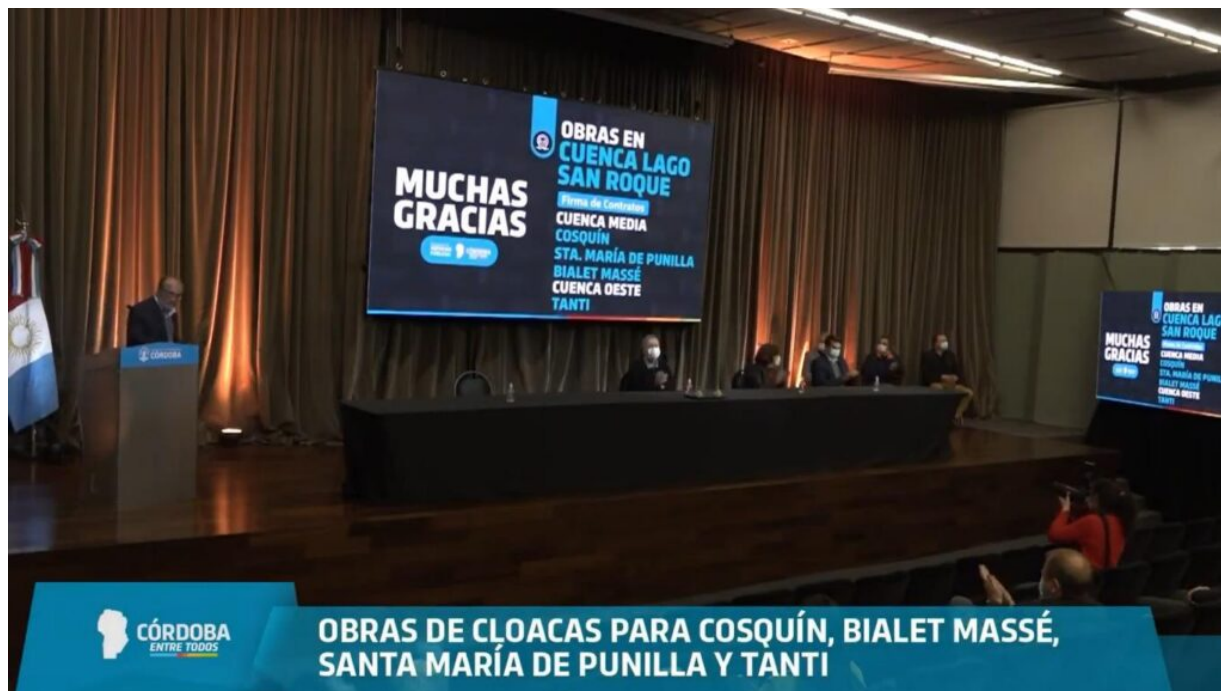 MUCHAS
GRACIAS
CÓRDOBA
OBRAS EN
CUENCA LAGO
SAN ROQUE
Firma de Contratos
CUENCA MEDIA
COSQUÍN
STA. MARÍA DE PUNILLA
BIALET MASSÉ
CUENCA OESTE
TANTI
CÓRDOBA
MUCHAS
GRACIAS
OBRAS EN
CUENCA LAG
SAN ROQUE
CUENCA MEDIA
COSQUÍN
STA. MARÍA DE PUNIL
BIALET MASSÉ
CUENCA OESTE
TANTI
CÓRDOBA
ENTRE TODOS
OBRAS DE CLOACAS PARA COSQUÍN, BIALET MASSÉ,
SANTA MARÍA DE PUNILLA Y TANTI